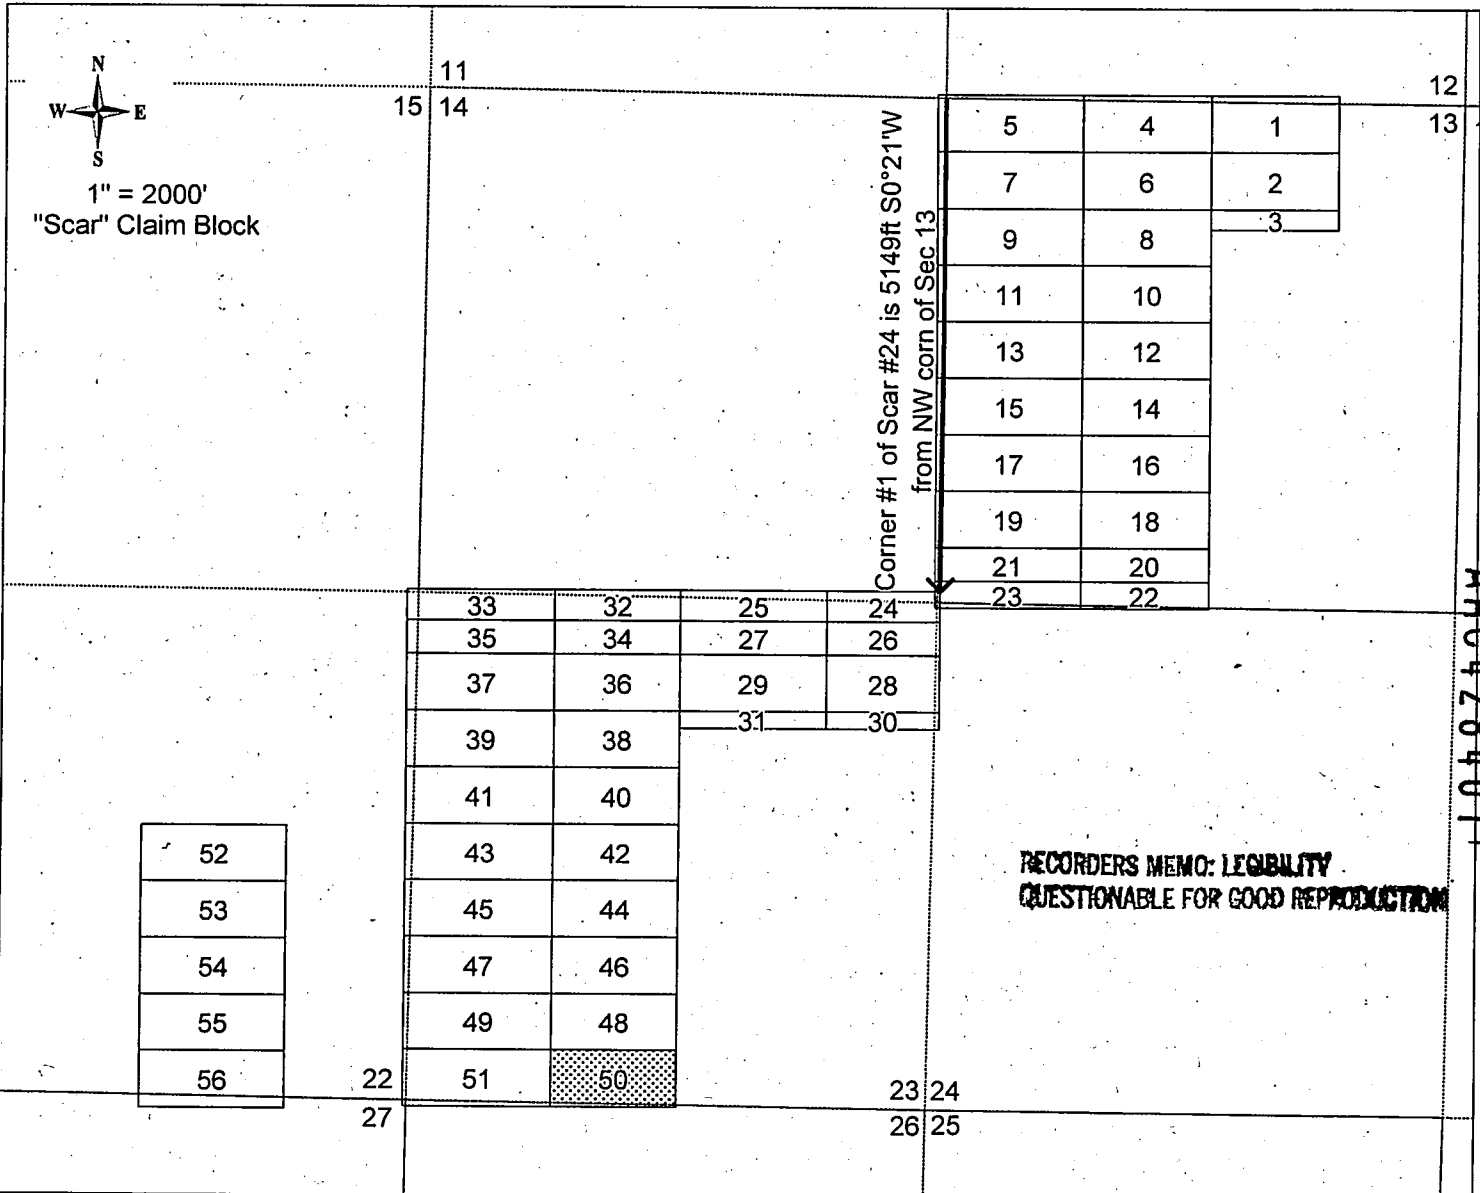 N
W E
S
1" = 2000'
"Scar" Claim Block
11
15 14
12
13
Corner #1 of Scar #24 is 5149ft S0°21'W
from NW corn of Sec 13
5 4 1
7 6 2
3
9 8
11 10
13 12
15 14
17 16
19 18
21 20
23 22
33 32 25 24
35 34 27 26
37 36 29 28
31 30
39 38
41 40
43 42
45 44
47 46
49 48
51 50
52
53
54
55
56
22
27
23 24
26 25
RECORDERS MEMO: LEGIBILITY
QUESTIONABLE FOR GOOD REPRODUCTION